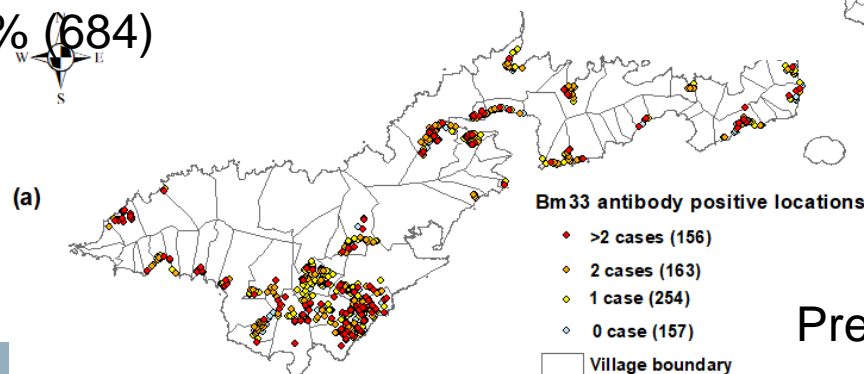 % (684)
N
W E
S
(a)
Bm33 antibody positive locations
>2 cases (156)
2 cases (163)
1 case (254)
0 case (157)
Pre
Village boundary